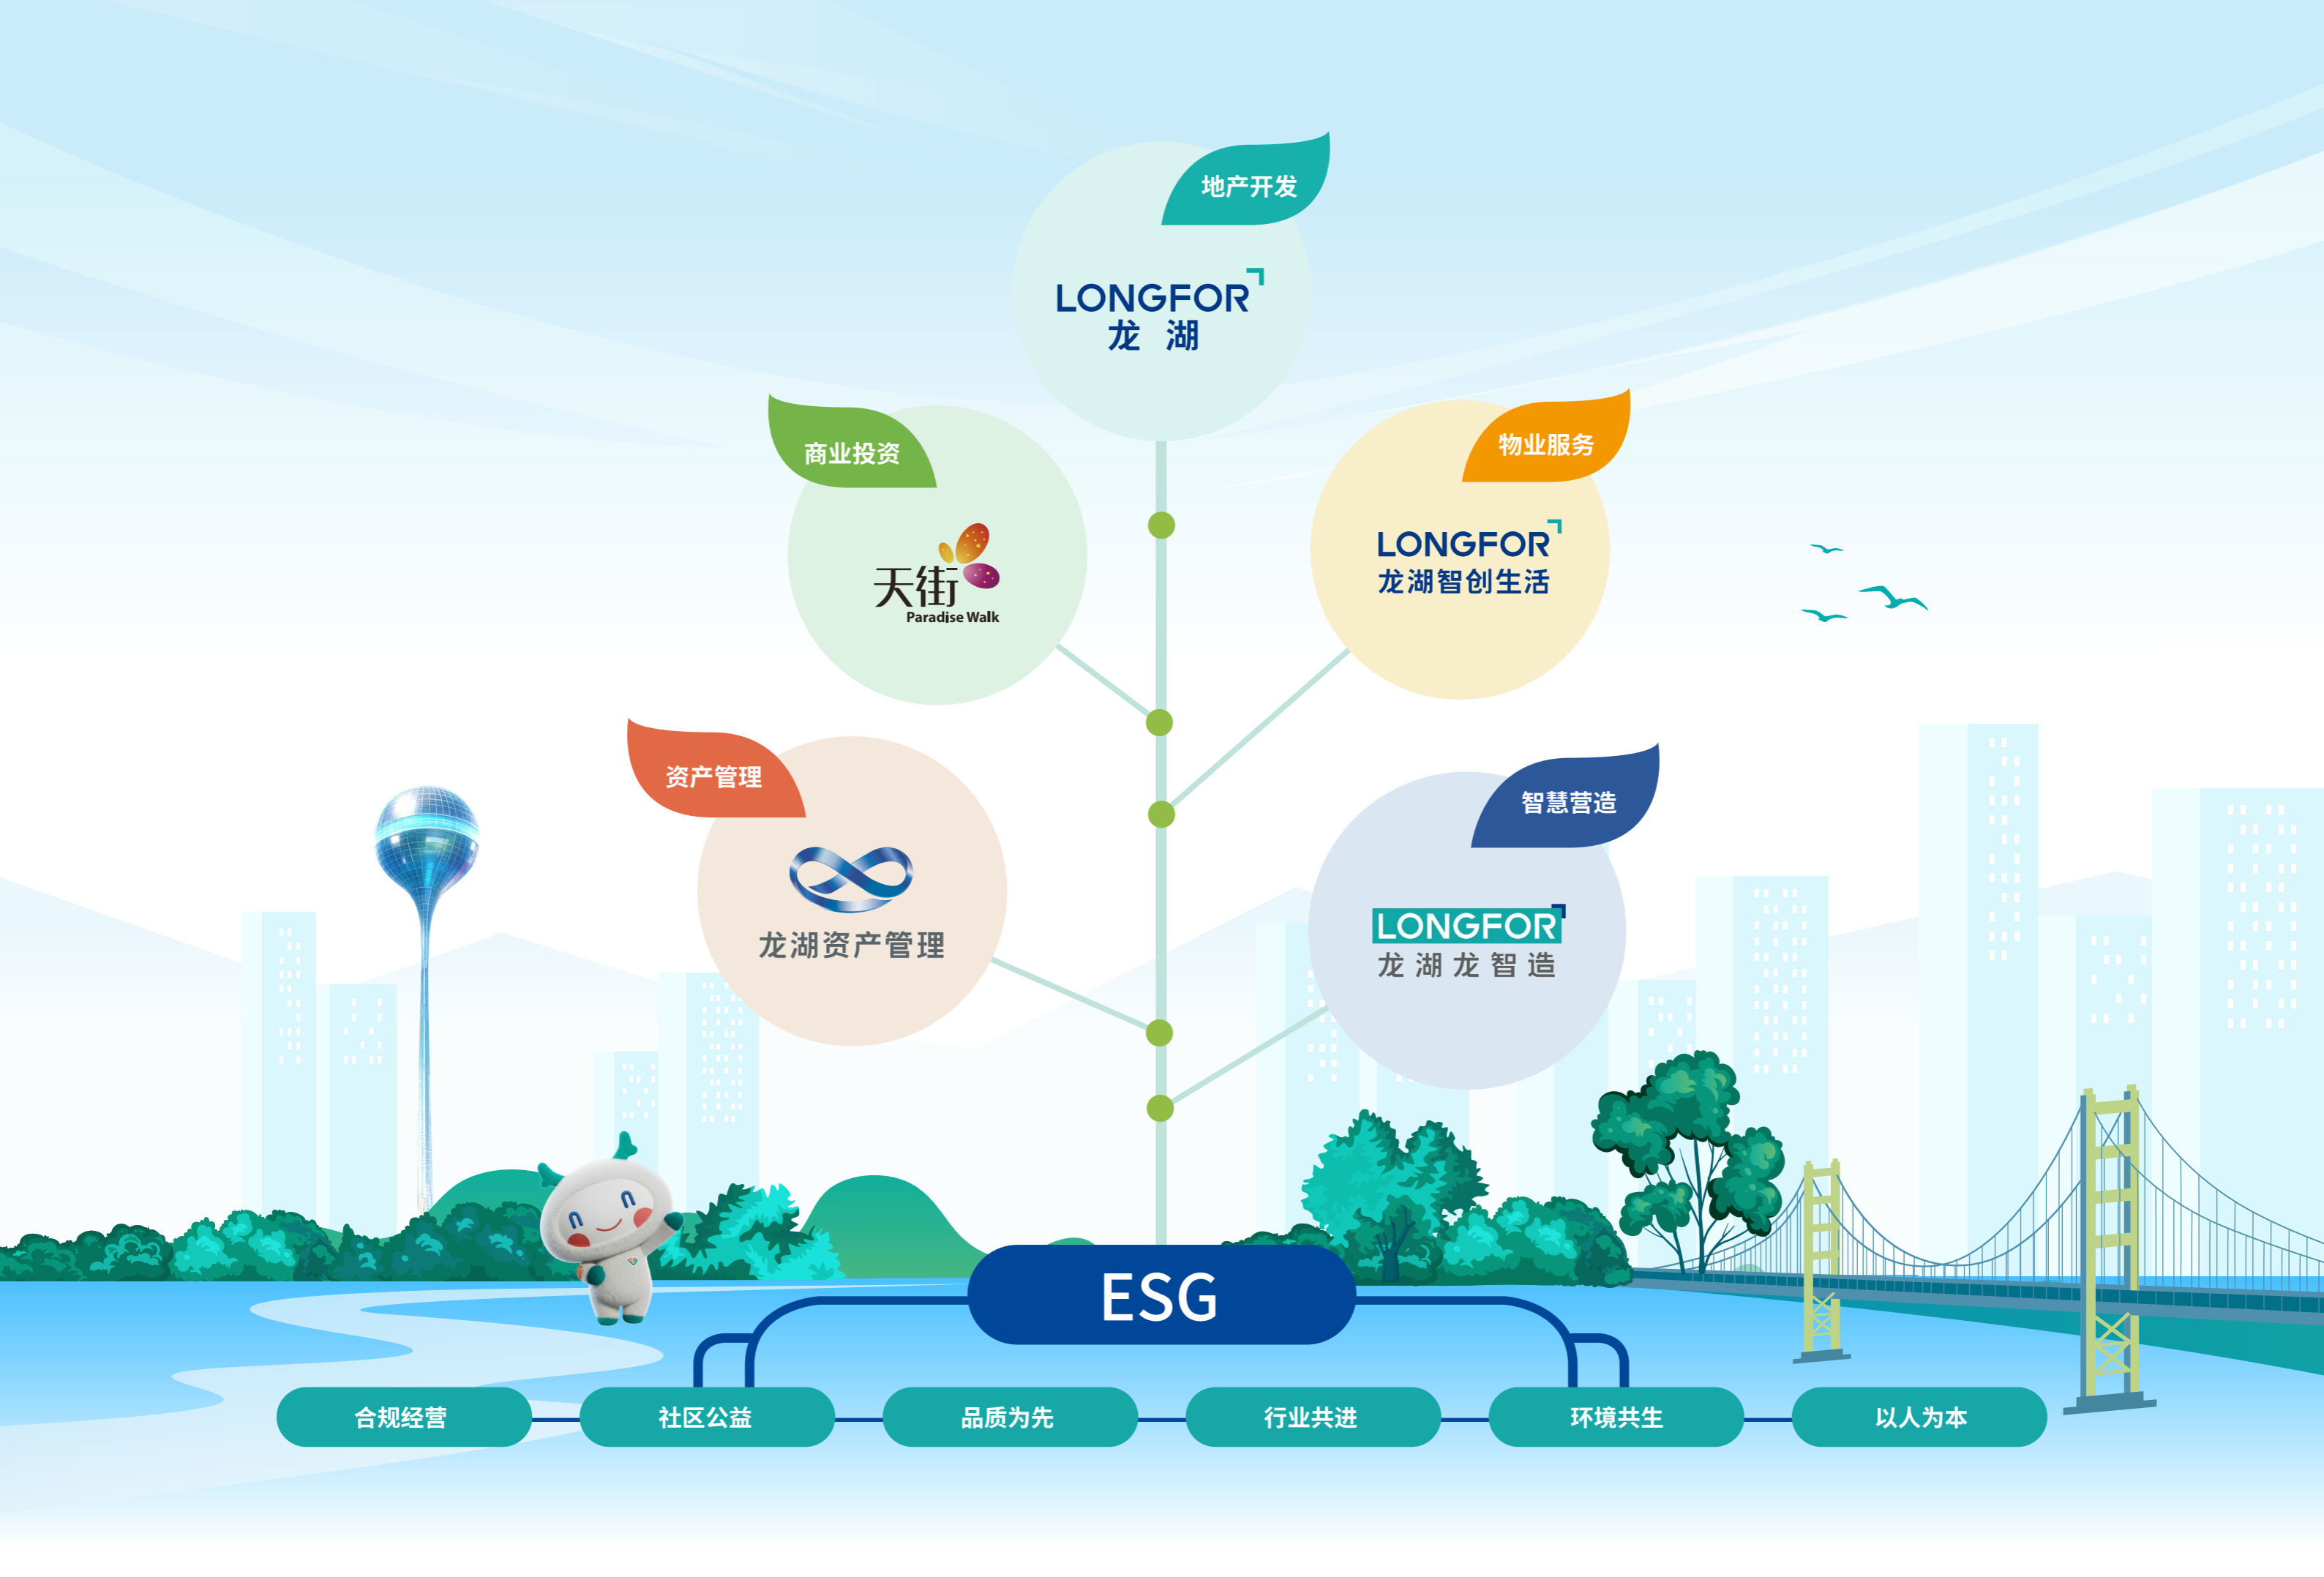 地产开发
LONGFOR
龙湖
商业投资
天街
Paradise Walk
物业服务
LONGFOR
龙湖智创生活
资产管理
龙湖资产管理
智慧营造
LONGFOR
龙湖龙智造
ESG
合规经营
社区公益
品质为先
行业共进
环境共生
以人为本